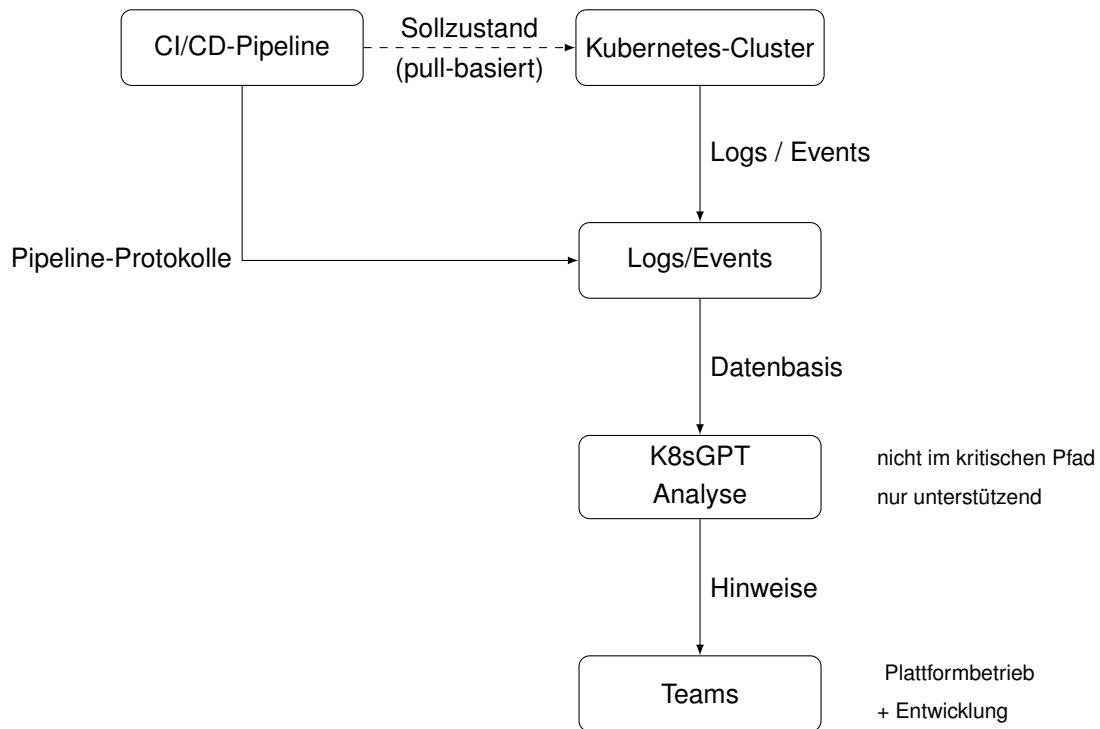 CI/CD-Pipeline
Sollzustand
(pull-basiert)
Kubernetes-Cluster
Logs / Events
Pipeline-Protokolle
Logs/Events
Datenbasis
K8sGPT
Analyse
nicht im kritischen Pfad
nur unterstützend
Hinweise
Teams
Plattformbetrieb
+ Entwicklung